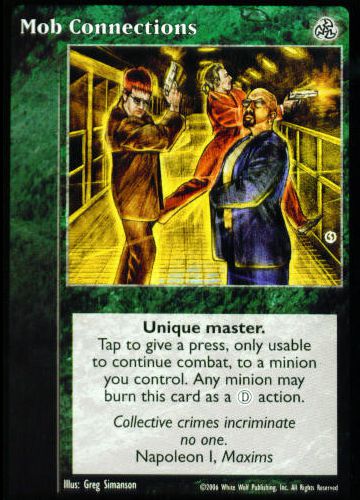 Mob Connections
Unique master.
Tap to give a press, only usable
to continue combat, to a minion
you control. Any minion may
burn this card as a Ⓓ action.
Collective crimes incriminate
no one.
Napoleon I, Maxims
Illus: Greg Simanson
©2006 White Wolf Publishing, Inc. All Rights Reserved